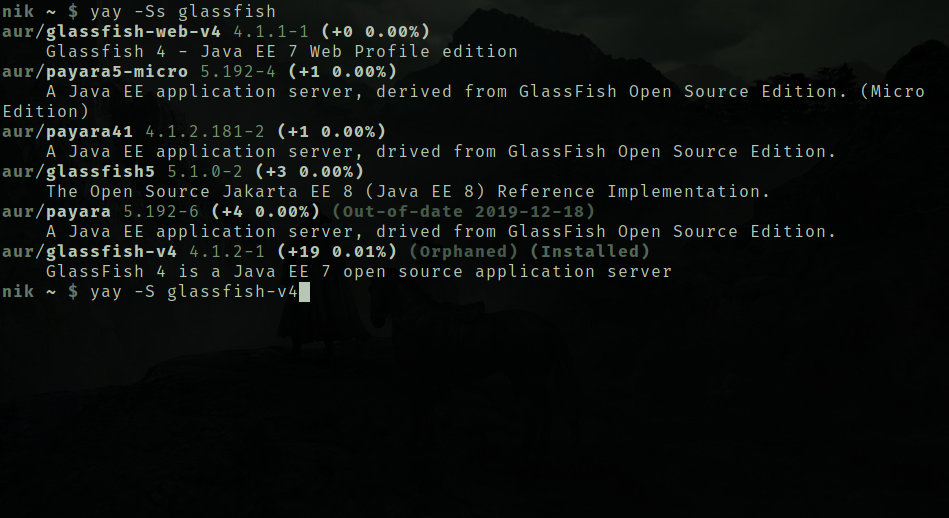 nik ~ $ yay -Ss glassfish
aur/glassfish-web-v4 4.1.1-1 (+0 0.00%)
Glassfish 4 - Java EE 7 Web Profile edition
aur/payara5-micro 5.192-4 (+1 0.00%)
A Java EE application server, derived from GlassFish Open Source Edition. (Micro
Edition)
aur/payara41 4.1.2.181-2 (+1 0.00%)
A Java EE application server, drived from GlassFish Open Source Edition.
aur/glassfish5 5.1.0-2 (+3 0.00%)
The Open Source Jakarta EE 8 (Java EE 8) Reference Implementation.
aur/payara 5.192-6 (+4 0.00%) (Out-of-date 2019-12-18)
A Java EE application server, drived from GlassFish Open Source Edition.
aur/glassfish-v4 4.1.2-1 (+19 0.01%) (Orphaned) (Installed)
GlassFish 4 is a Java EE 7 open source application server
nik ~ $ yay -S glassfish-v4